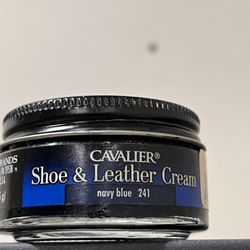 CAVALIER®
Shoe & Leather Cream
navy blue 241